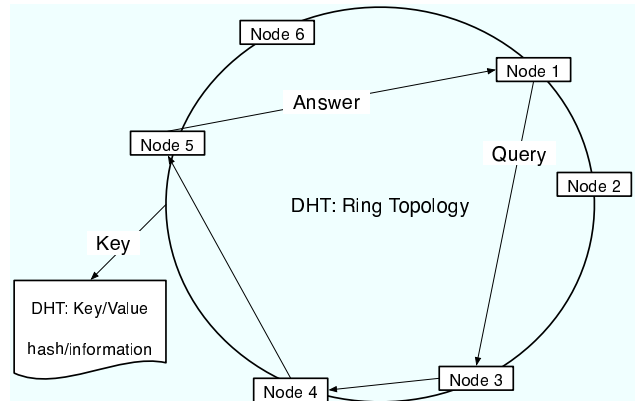 Node 6
Node 1
Answer
Node 5
Query
Node 2
DHT: Ring Topology
Key
DHT: Key/Value
hash/information
Node 3
Node 4